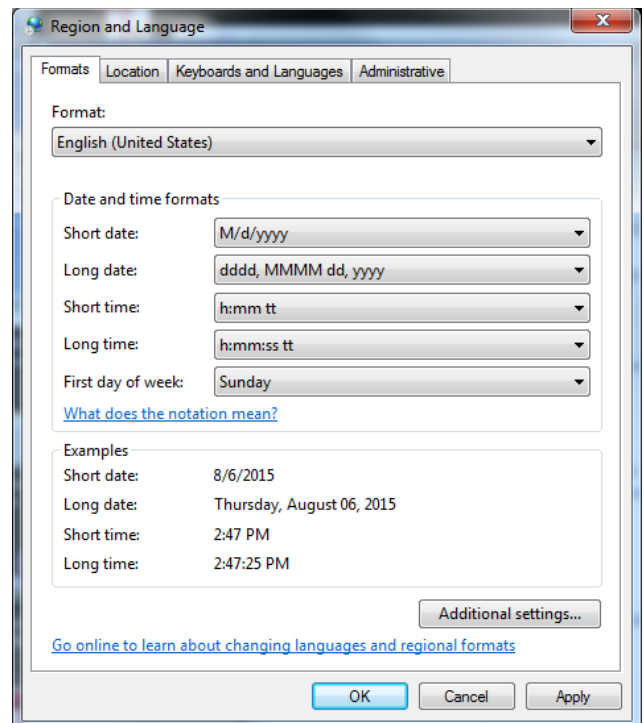 Region and Language
Formats Location Keyboards and Languages Administrative
Format:
English (United States)
Date and time formats
Short date: M/d/yyyy
Long date: dddd, MMMM dd, yyyy
Short time: h:mm tt
Long time: h:mm:ss tt
First day of week: Sunday
What does the notation mean?
Examples
Short date: 8/6/2015
Long date: Thursday, August 06, 2015
Short time: 2:47 PM
Long time: 2:47:25 PM
Additional settings...
Go online to learn about changing languages and regional formats
OK Cancel Apply